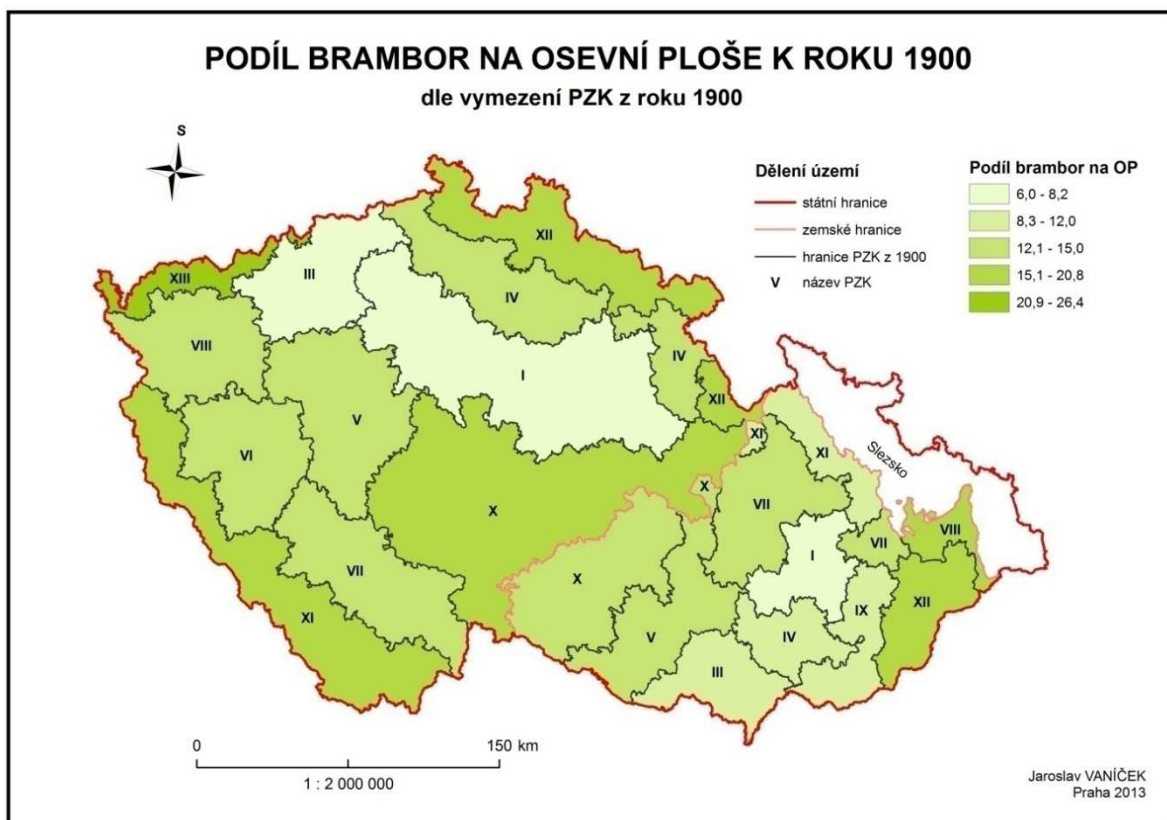 PODÍL BRAMBOR NA OSEVNÍ PLOŠE K ROKU 1900
dle vymezení PZK z roku 1900
S
Dělení území
státní hranice
zemské hranice
hranice PZK z 1900
V název PZK
Podíl brambor na OP
6,0 - 8,2
8,3 - 12,0
12,1 - 15,0
15,1 - 20,8
20,9 - 26,4
XII
XIII
III
IV
VIII
I
IV
V
XII
VI
XI
XI
Slezsko
X
X
VII
VIII
I
VII
VII
X
IX
XII
XI
V
IV
III
0 150 km
1 : 2 000 000
Jaroslav VANÍČEK
Praha 2013